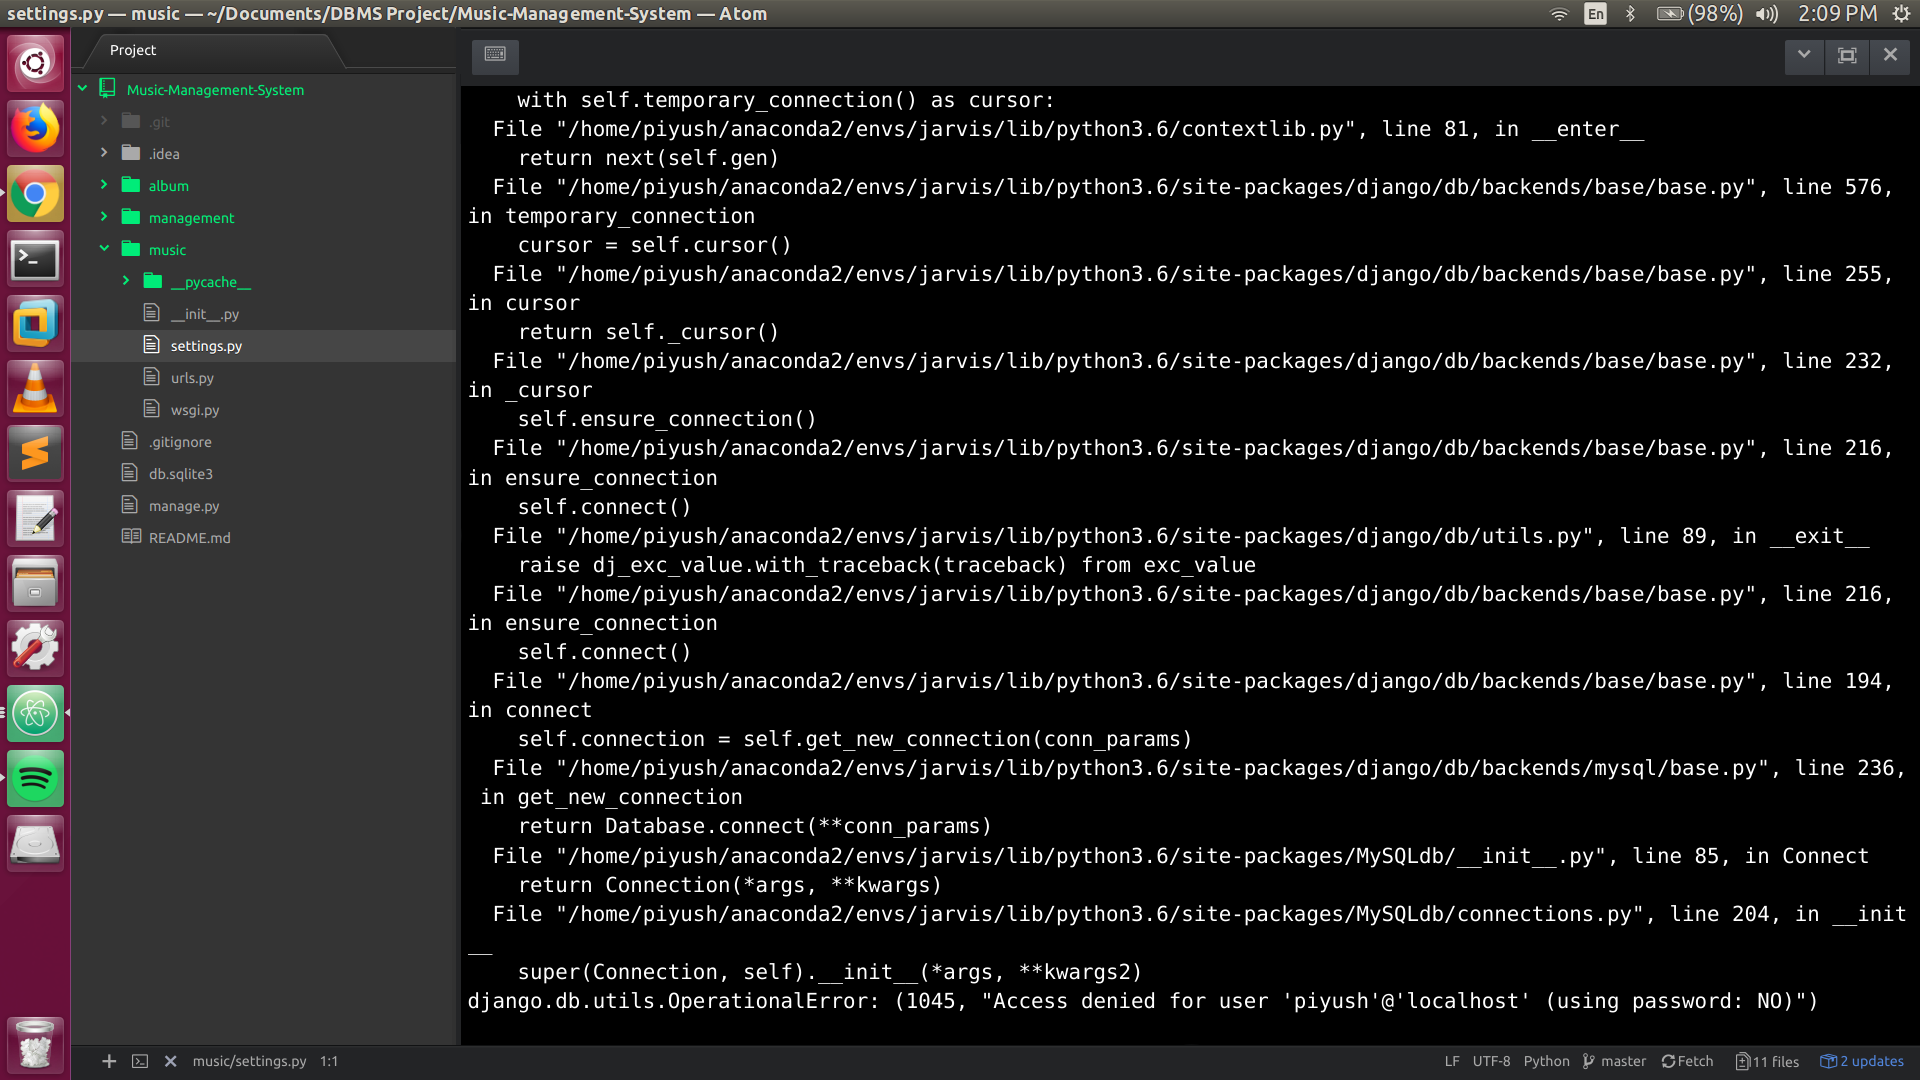 settings.py — music — ~/Documents/DBMS Project/Music-Management-System — Atom
En
(98%)
2:09 PM
Project
Music-Management-System
.git
.idea
album
management
music
__pycache__
__init__.py
settings.py
urls.py
wsgi.py
.gitignore
db.sqlite3
manage.py
README.md
with self.temporary_connection() as cursor:
File "/home/piyush/anaconda2/envs/jarvis/lib/python3.6/contextlib.py", line 81, in __enter__
return next(self.gen)
File "/home/piyush/anaconda2/envs/jarvis/lib/python3.6/site-packages/django/db/backends/base/base.py", line 576,
in temporary_connection
cursor = self.cursor()
File "/home/piyush/anaconda2/envs/jarvis/lib/python3.6/site-packages/django/db/backends/base/base.py", line 255,
in cursor
return self._cursor()
File "/home/piyush/anaconda2/envs/jarvis/lib/python3.6/site-packages/django/db/backends/base/base.py", line 232,
in _cursor
self.ensure_connection()
File "/home/piyush/anaconda2/envs/jarvis/lib/python3.6/site-packages/django/db/backends/base/base.py", line 216,
in ensure_connection
self.connect()
File "/home/piyush/anaconda2/envs/jarvis/lib/python3.6/site-packages/django/db/utils.py", line 89, in __exit__
raise dj_exc_value.with_traceback(traceback) from exc_value
File "/home/piyush/anaconda2/envs/jarvis/lib/python3.6/site-packages/django/db/backends/base/base.py", line 216,
in ensure_connection
self.connect()
File "/home/piyush/anaconda2/envs/jarvis/lib/python3.6/site-packages/django/db/backends/base/base.py", line 194,
in connect
self.connection = self.get_new_connection(conn_params)
File "/home/piyush/anaconda2/envs/jarvis/lib/python3.6/site-packages/django/db/backends/mysql/base.py", line 236,
in get_new_connection
return Database.connect(**conn_params)
File "/home/piyush/anaconda2/envs/jarvis/lib/python3.6/site-packages/MySQLdb/__init__.py", line 85, in Connect
return Connection(*args, **kwargs)
File "/home/piyush/anaconda2/envs/jarvis/lib/python3.6/site-packages/MySQLdb/connections.py", line 204, in __init
__
super(Connection, self).__init__(*args, **kwargs2)
django.db.utils.OperationalError: (1045, "Access denied for user 'piyush'@'localhost' (using password: NO)")
music/settings.py 1:1
LF UTF-8 Python master Fetch 11 files 2 updates